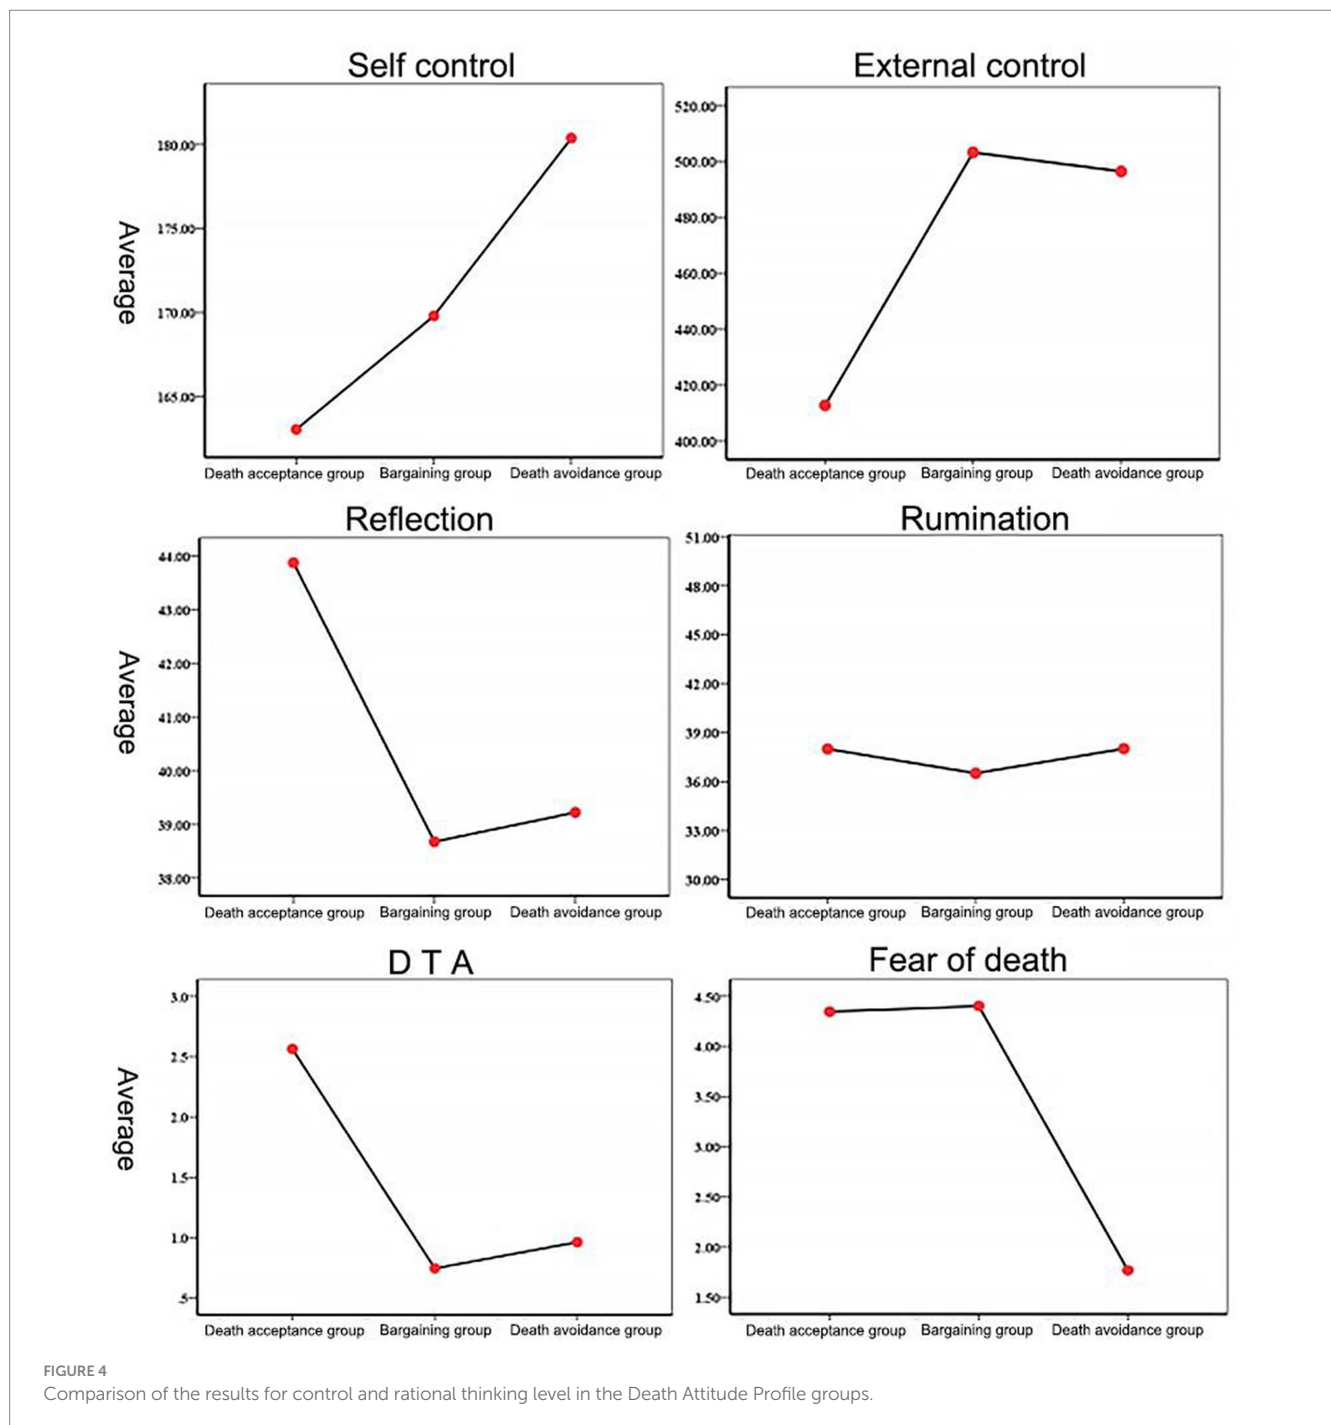 Self control
External control
Average
180.00
175.00
170.00
165.00
Death acceptance group Bargaining group Death avoidance group
520.00
500.00
480.00
460.00
440.00
420.00
400.00
Death acceptance group Bargaining group Death avoidance group
Reflection
Rumination
Average
44.00
43.00
42.00
41.00
40.00
39.00
38.00
Death acceptance group Bargaining group Death avoidance group
51.00
48.00
45.00
42.00
39.00
36.00
33.00
30.00
Death acceptance group Bargaining group Death avoidance group
D T A
Fear of death
Average
3.0
2.5
2.0
1.5
1.0
.5
Death acceptance group Bargaining group Death avoidance group
4.50
4.00
3.50
3.00
2.50
2.00
1.50
Death acceptance group Bargaining group Death avoidance group
FIGURE 4
Comparison of the results for control and rational thinking level in the Death Attitude Profile groups.